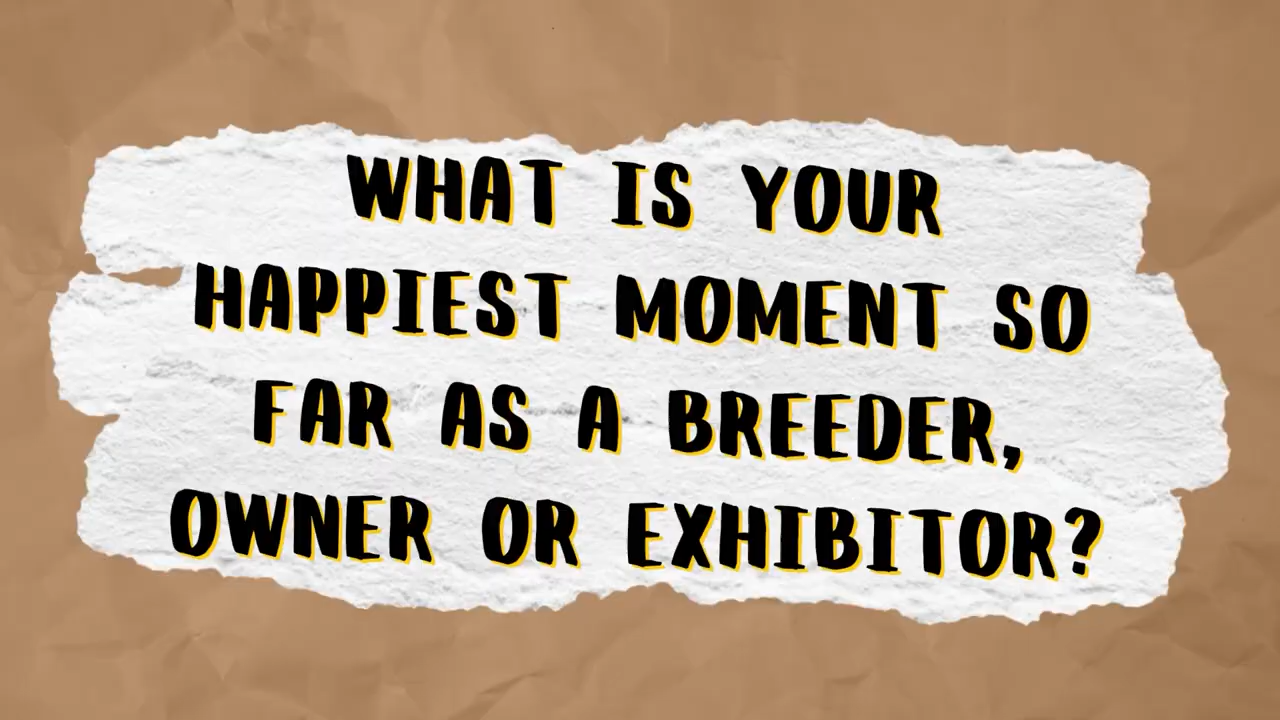 WHAT IS YOUR
HAPPIEST MOMENT SO
FAR AS A BREEDER,
OWNER OR EXHIBITOR?